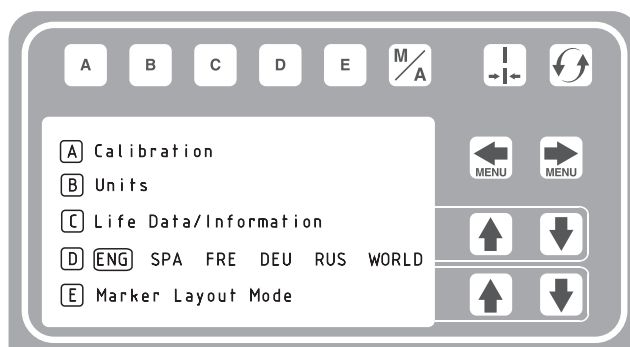 A B C D E M/A
MENU MENU
A Calibration
B Units
C Life Data/Information
D ENG SPA FRE DEU RUS WORLD
E Marker Layout Mode